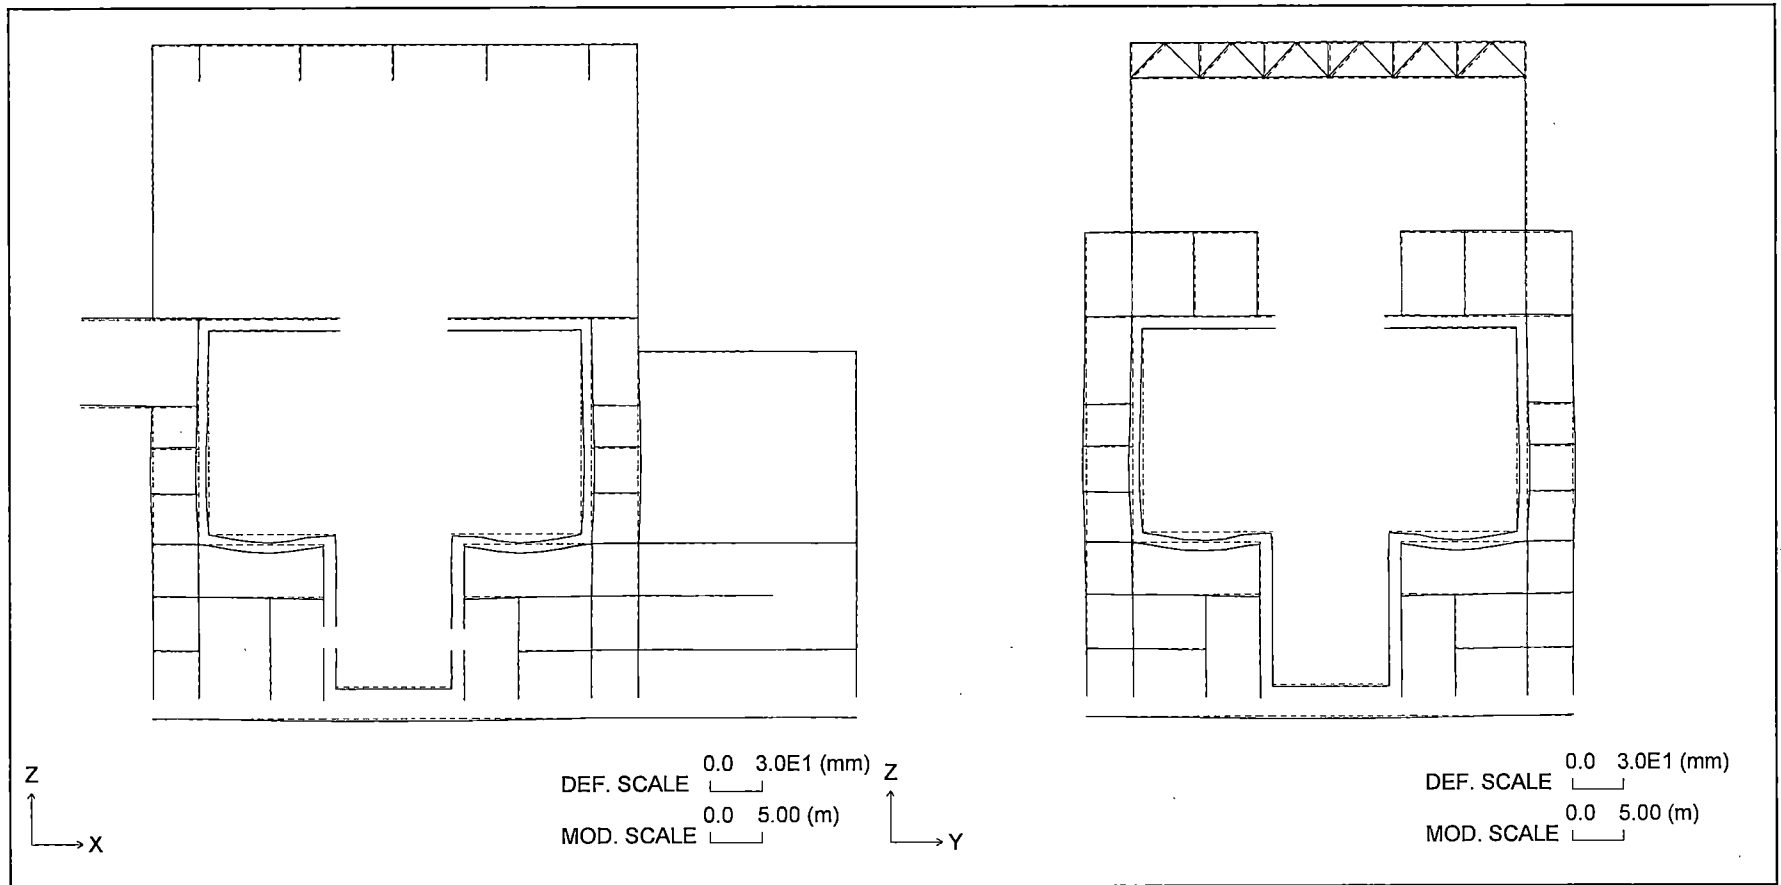 0.0 3.0E1 (mm)
DEF. SCALE
0.0 5.00 (m)
MOD. SCALE
Z
X
0.0 3.0E1 (mm)
DEF. SCALE
0.0 5.00 (m)
MOD. SCALE
Z
Y